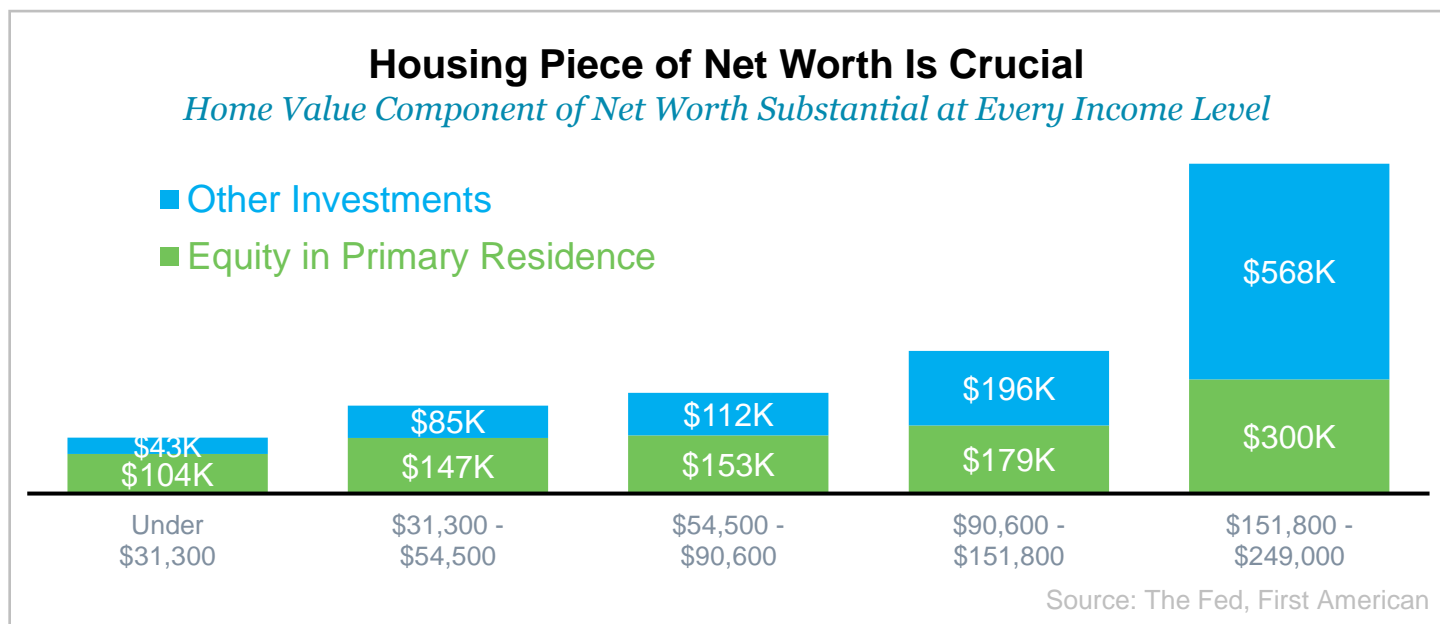 Housing Piece of Net Worth Is Crucial
Home Value Component of Net Worth Substantial at Every Income Level
Other Investments
Equity in Primary Residence
$43K
$104K
$85K
$147K
$112K
$153K
$196K
$179K
$568K
$300K
Under
$31,300
$31,300 -
$54,500
$54,500 -
$90,600
$90,600 -
$151,800
$151,800 -
$249,000
Source: The Fed, First American